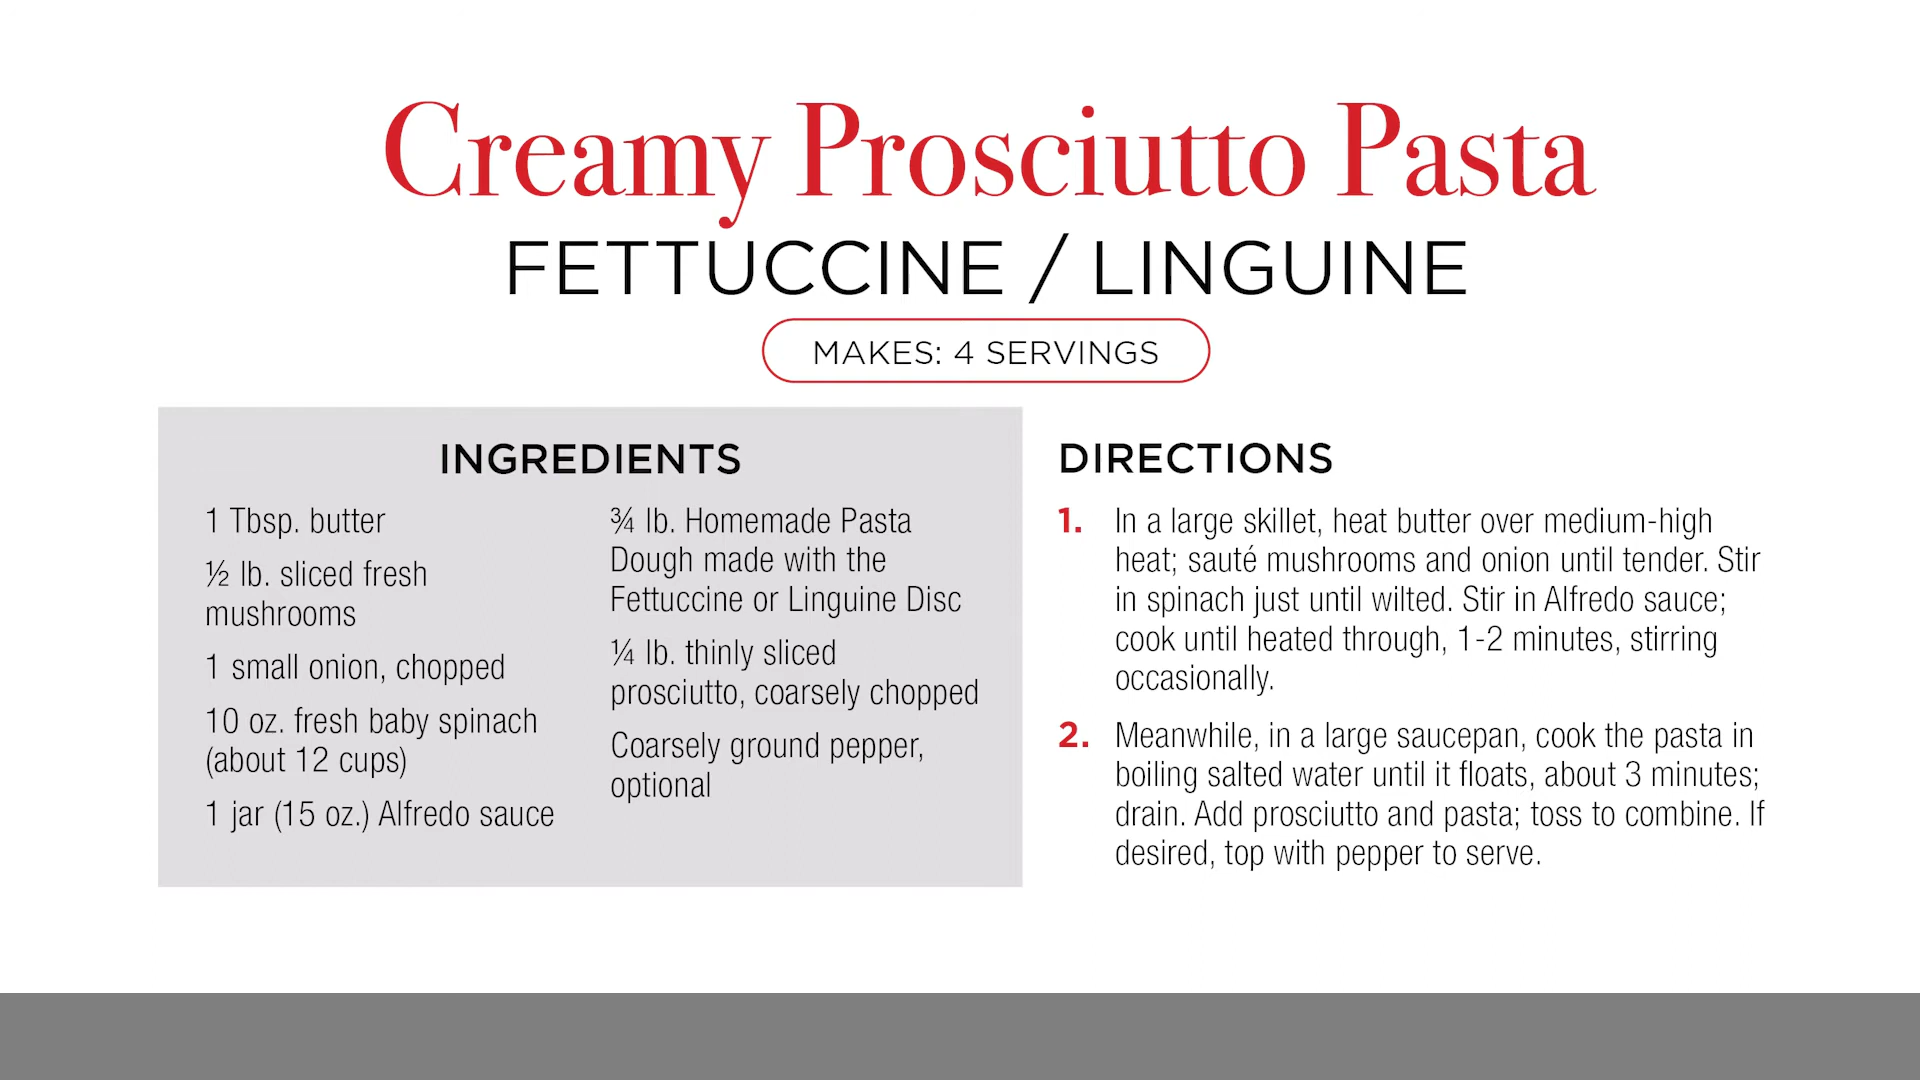 Creamy Prosciutto Pasta
FETTUCCINE / LINGUINE
MAKES: 4 SERVINGS
INGREDIENTS
1 Tbsp. butter
½ lb. sliced fresh
mushrooms
1 small onion, chopped
10 oz. fresh baby spinach
(about 12 cups)
1 jar (15 oz.) Alfredo sauce
¾ lb. Homemade Pasta
Dough made with the
Fettuccine or Linguine Disc
¼ lb. thinly sliced
prosciutto, coarsely chopped
Coarsely ground pepper,
optional
DIRECTIONS
1. In a large skillet, heat butter over medium-high
heat; sauté mushrooms and onion until tender. Stir
in spinach just until wilted. Stir in Alfredo sauce;
cook until heated through, 1-2 minutes, stirring
occasionally.
2. Meanwhile, in a large saucepan, cook the pasta in
boiling salted water until it floats, about 3 minutes;
drain. Add prosciutto and pasta; toss to combine. If
desired, top with pepper to serve.